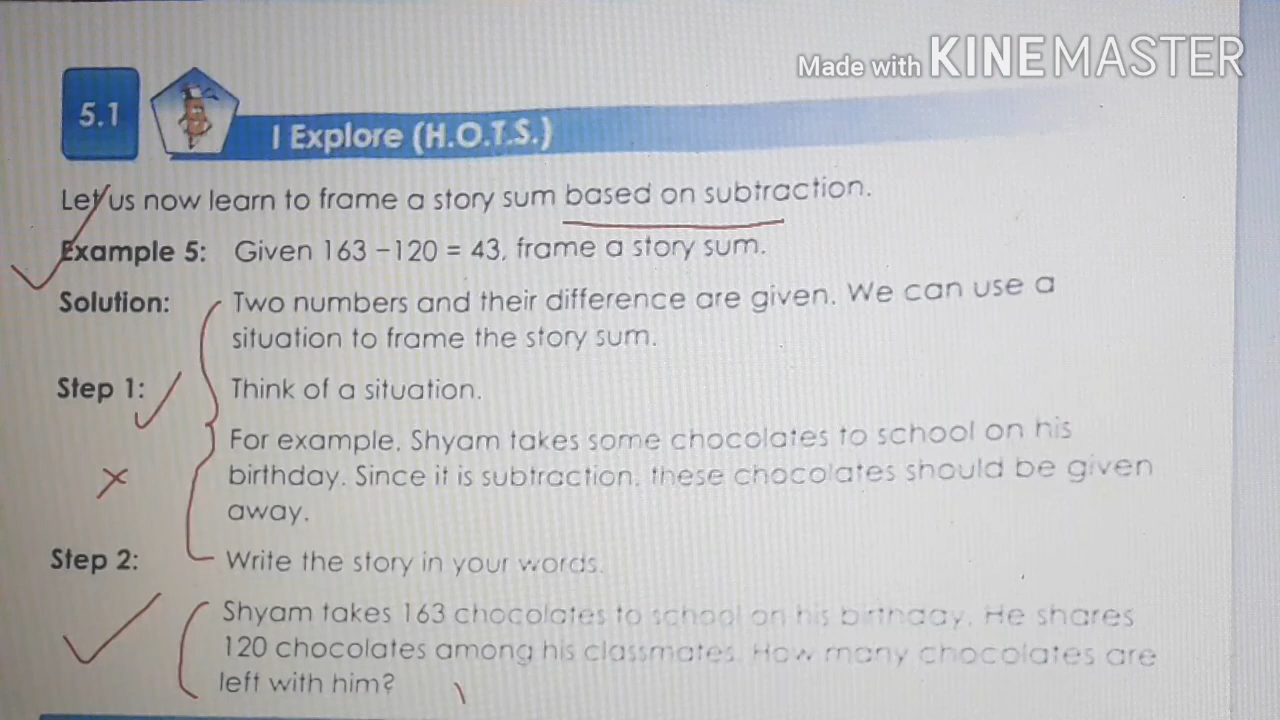 Made with KINEMASTER
5.1
I Explore (H.O.T.S.)
Let us now learn to frame a story sum based on subtraction.
Example 5: Given 163 – 120 = 43, frame a story sum.
Solution: Two numbers and their difference are given. We can use a
situation to frame the story sum.
Step 1: Think of a situation.
For example, Shyam takes some chocolates to school on his
birthday. Since it is subtraction, these chocolates should be given
away.
Step 2: Write the story in your words.
Shyam takes 163 chocolates to school on his birthday. He shares
120 chocolates among his classmates. How many chocolates are
left with him?